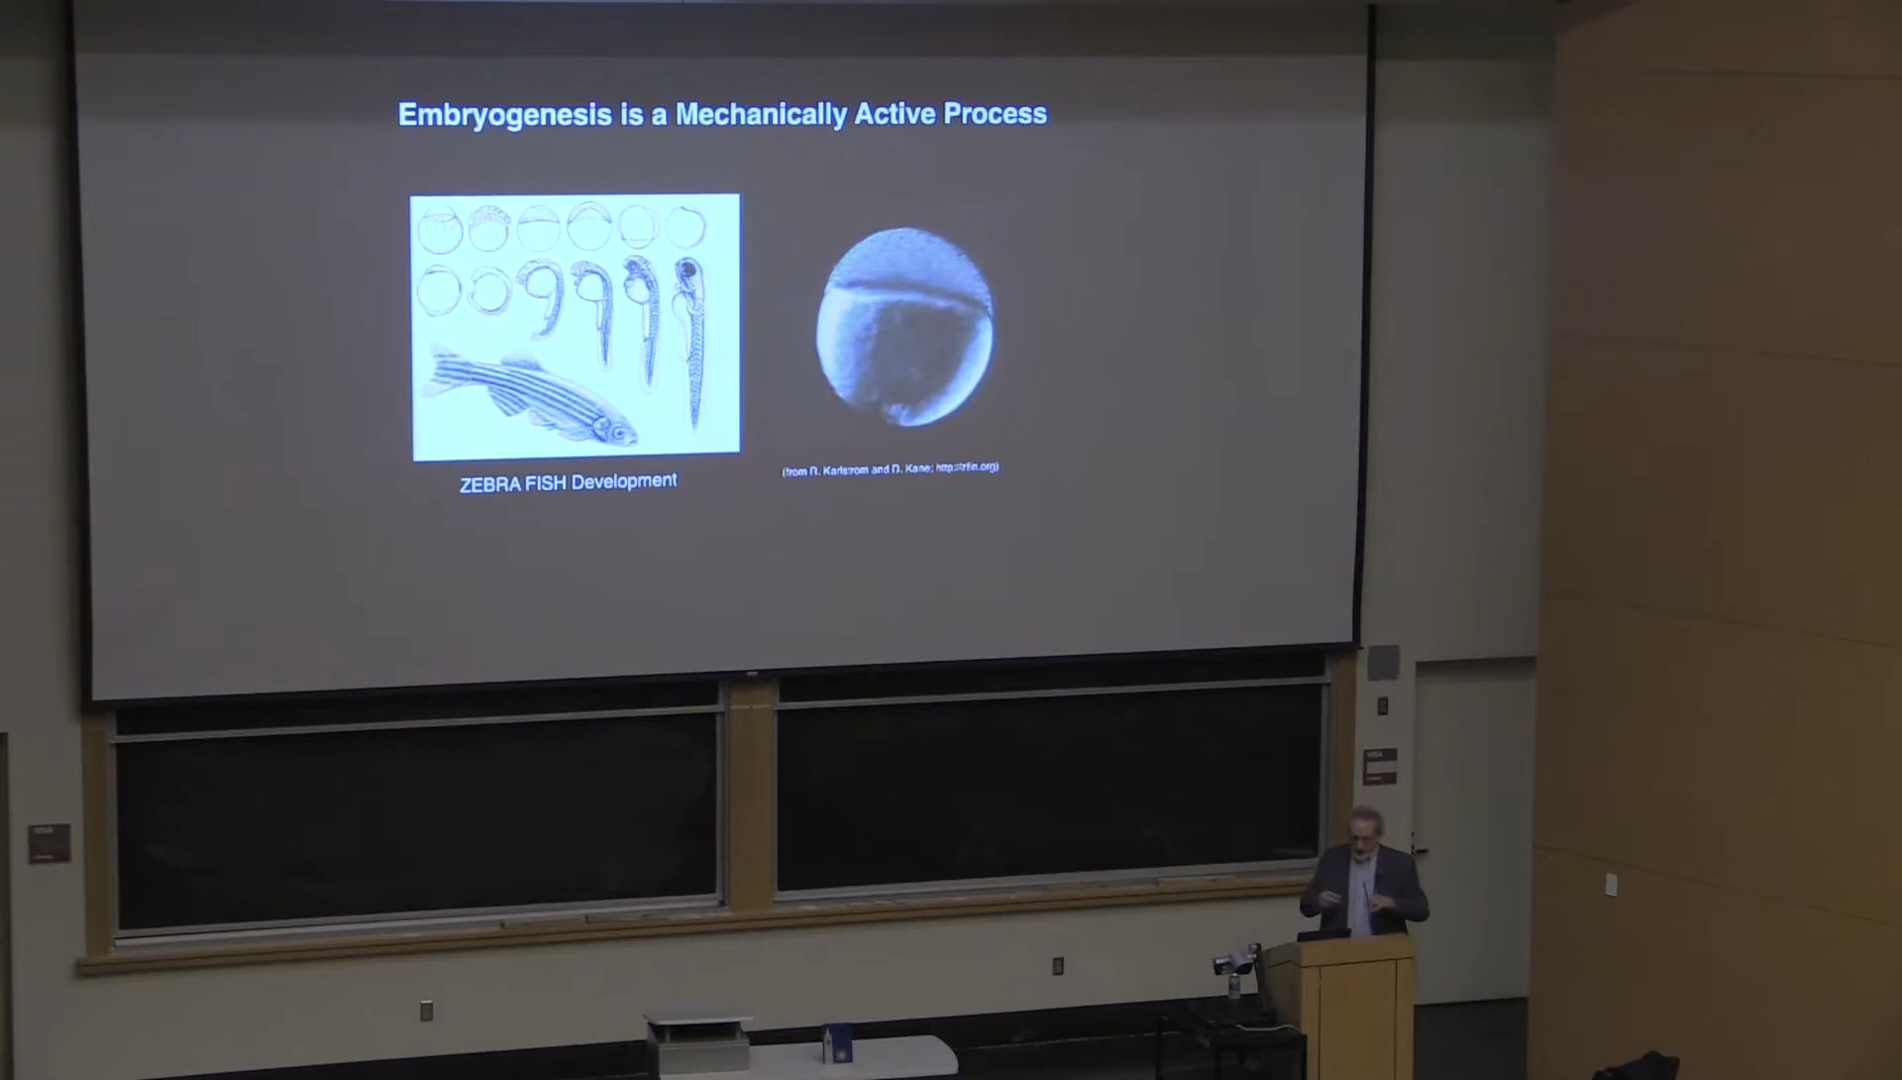 Embryogenesis is a Mechanically Active Process
ZEBRA FISH Development
(from R. Karlstrom and D. Kane; http://zfin.org)